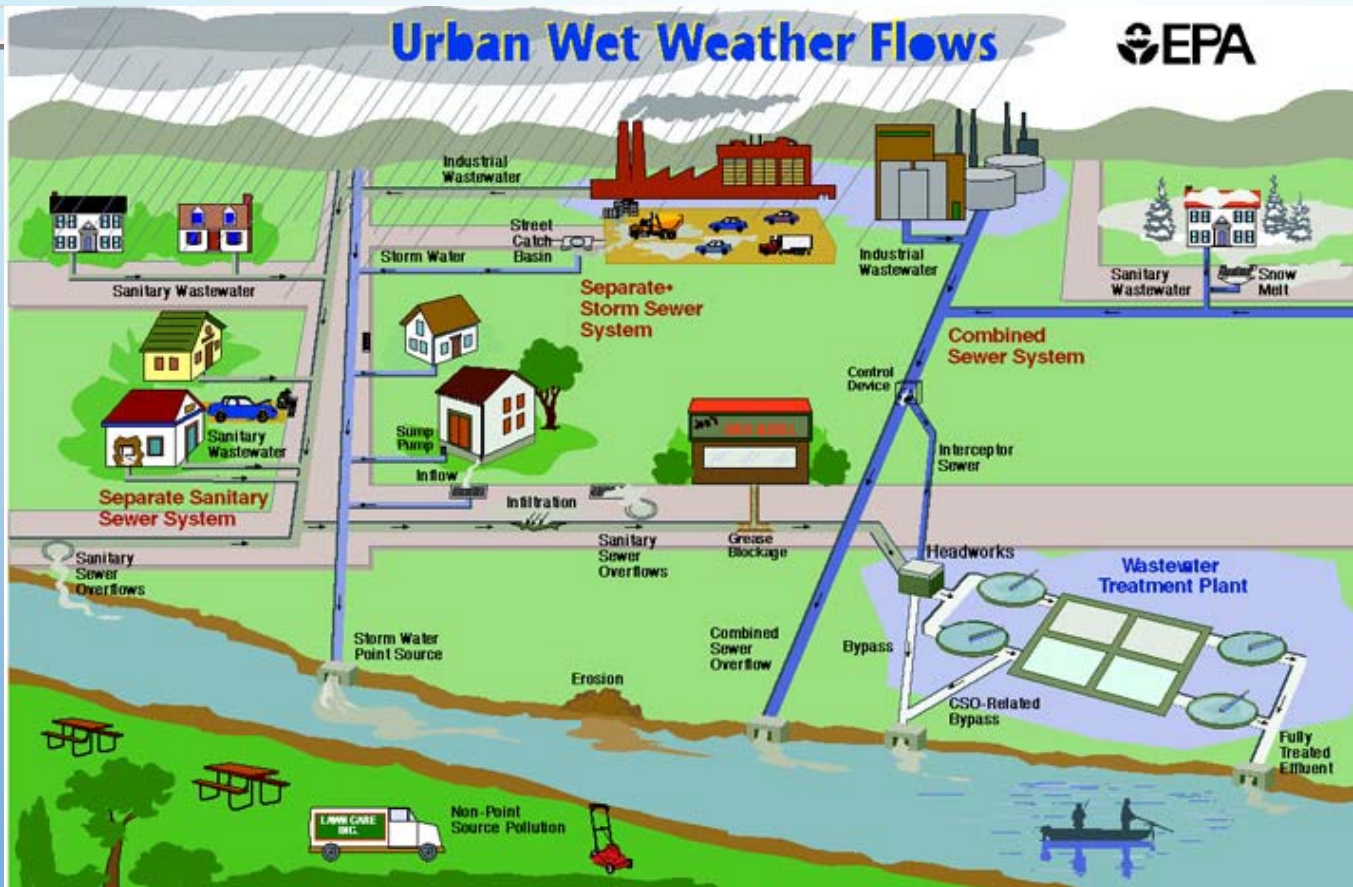 Urban Wet Weather Flows
EPA
Industrial
Wastewater
Street
Catch
Basin
Storm Water
Separate
Storm Sewer
System
Industrial
Wastewater
Sanitary
Wastewater
Snow
Melt
Sanitary Wastewater
Combined
Sewer System
Control
Device
Sanitary
Wastewater
Sump
Pump
Inflow
Interceptor
Sewer
Separate Sanitary
Sewer System
Infiltration
Sanitary
Sewer
Overflows
Sanitary
Sewer
Overflows
Grease
Blockage
Headworks
Wastewater
Treatment Plant
Storm Water
Point Source
Combined
Sewer
Overflow
Bypass
Erosion
CSO-Related
Bypass
Fully
Treated
Effluent
LAWN CARE
INC.
Non-Point
Source Pollution